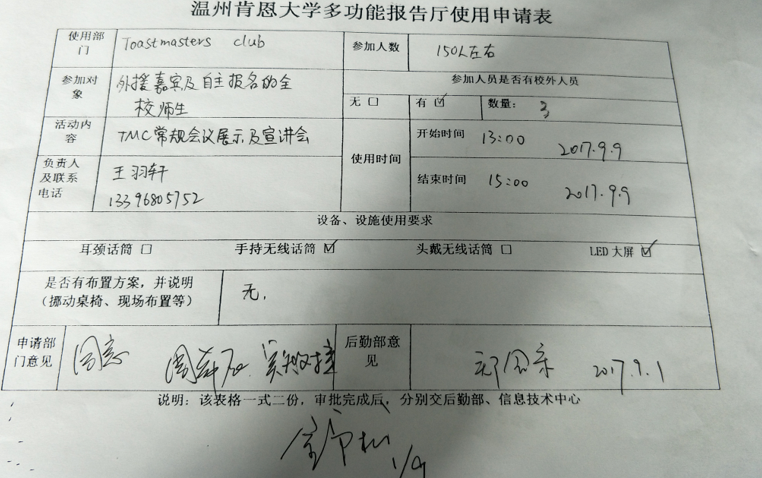 温州肯恩大学多功能报告厅使用申请表
使用部门 Toastmasters club 参加人数 150人左右
参加对象 外援嘉宾及自主报名的全校师生
参加人员是否有校外人员
无 □ 有 ☑ 数量： 3
活动内容 TMC常规会议展示及宣讲会
使用时间
开始时间 13:00 2017.9.9
负责人及联系电话 王羽轩 13396805752
结束时间 15:00 2017.9.9
设备、设施使用要求
耳颈话筒 □ 手持无线话筒 ☑ 头戴无线话筒 □ LED大屏 ☑
是否有布置方案，并说明（挪动桌椅、现场布置等） 无.
申请部门意见 同意
后勤部意见 2017.9.1
说明：该表格一式二份，审批完成后，分别交后勤部、信息技术中心
1/9